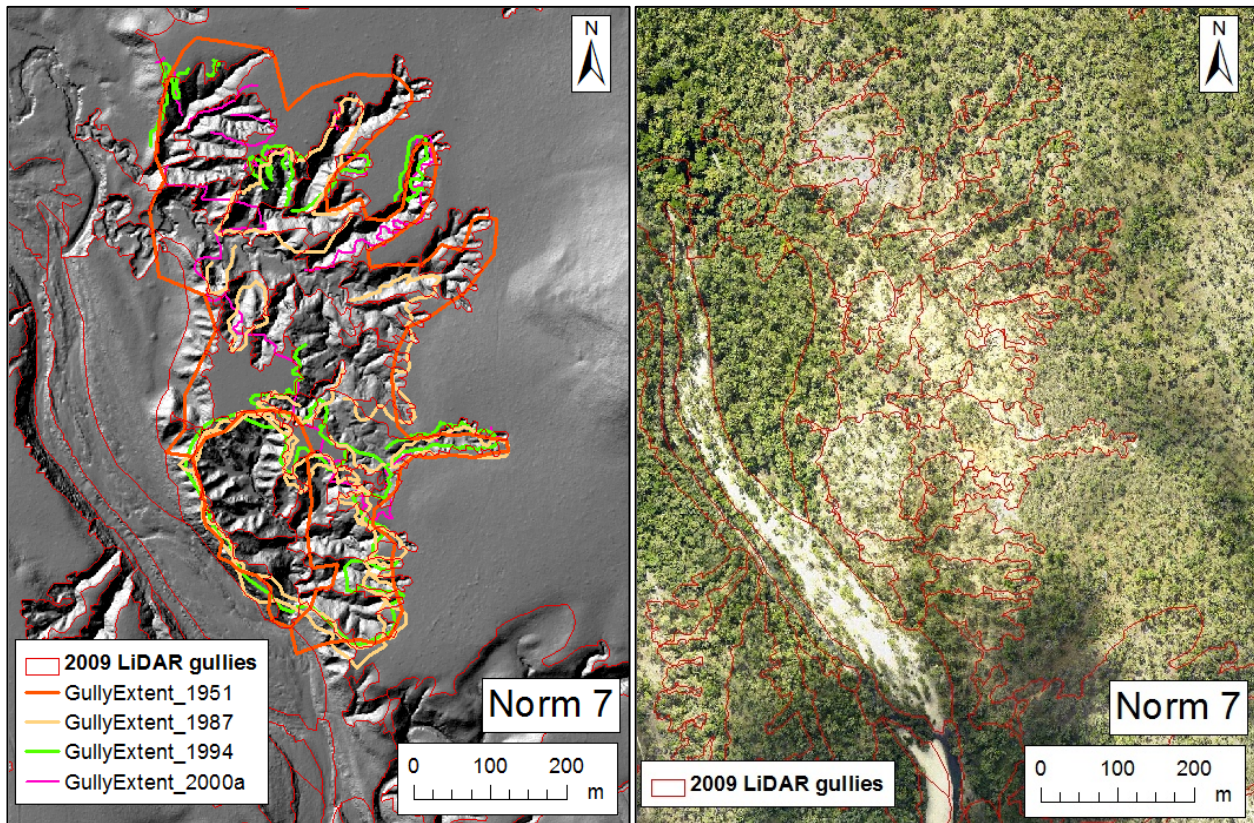 N
2009 LiDAR gullies
GullyExtent_1951
GullyExtent_1987
GullyExtent_1994
GullyExtent_2000a
Norm 7
0 100 200
m
N
Norm 7
2009 LiDAR gullies
0 100 200
m